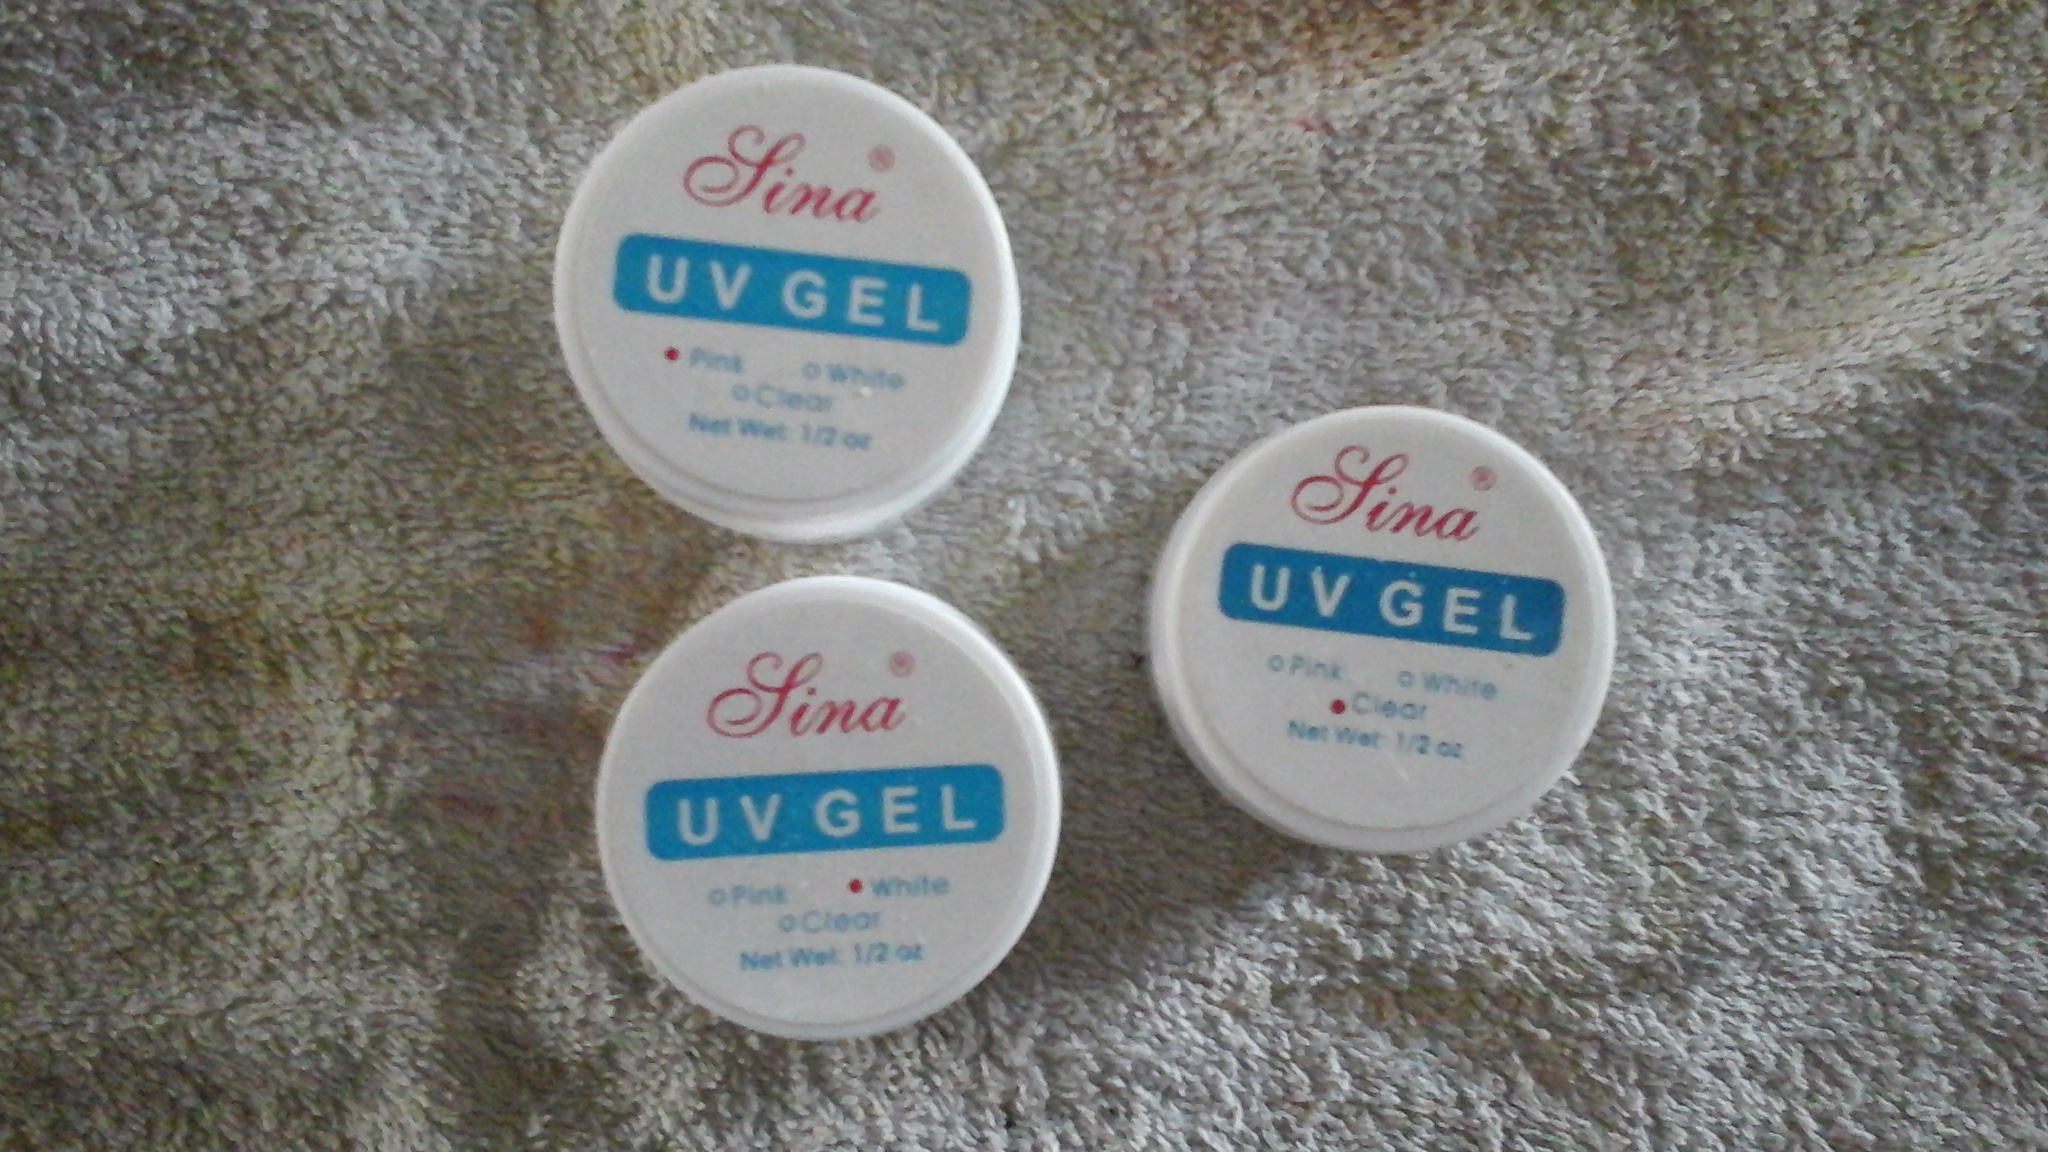 Sina®
UV GEL
Pink White
Clear
Net Wet: 1/2 oz
Sina®
UV GEL
Pink White
Clear
Net Wet: 1/2 oz
Sina®
UV GEL
Pink White
Clear
Net Wet: 1/2 oz